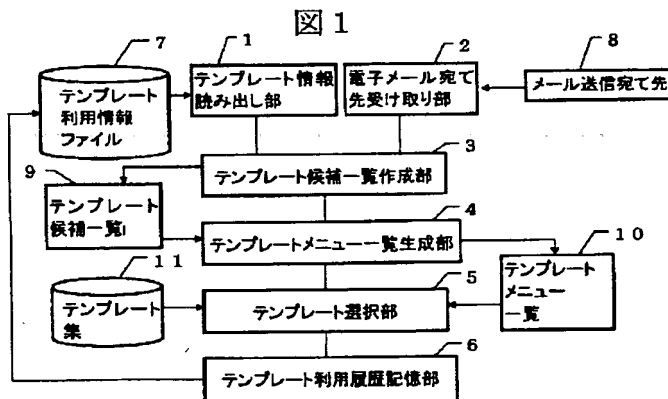 図1
7
1
2
8
テンプレート
利用情報
ファイル
テンプレート情報
読み出し部
電子メール宛て
先受け取り部
メール送信宛て先
3
テンプレート候補一覧作成部
9
テンプレート
候補一覧
4
テンプレートメニュー一覧生成部
10
テンプレート
メニュー
一覧
11
テンプレート
集
5
テンプレート選択部
6
テンプレート利用履歴記憶部